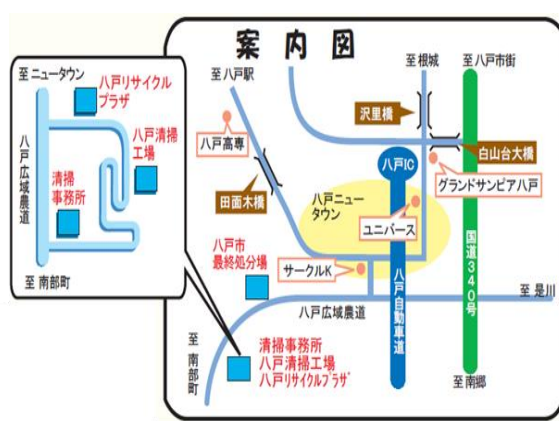 案内図
至ニュータウン
八戸リサイクル
プラザ
八戸清掃
工場
清掃
事務所
八戸広域農道
至南部町
至八戸駅
至根城
至八戸市街
沢里橋
八戸高専
白山台大橋
八戸IC
グランドサンピア八戸
田面木橋
八戸ニュー
タウン
ユニバース
八戸市
最終処分場
サークルK
国道340号
八戸自動車道
八戸広域農道
至是川
至南部町
清掃事務所
八戸清掃工場
八戸リサイクルプラザ
至南郷